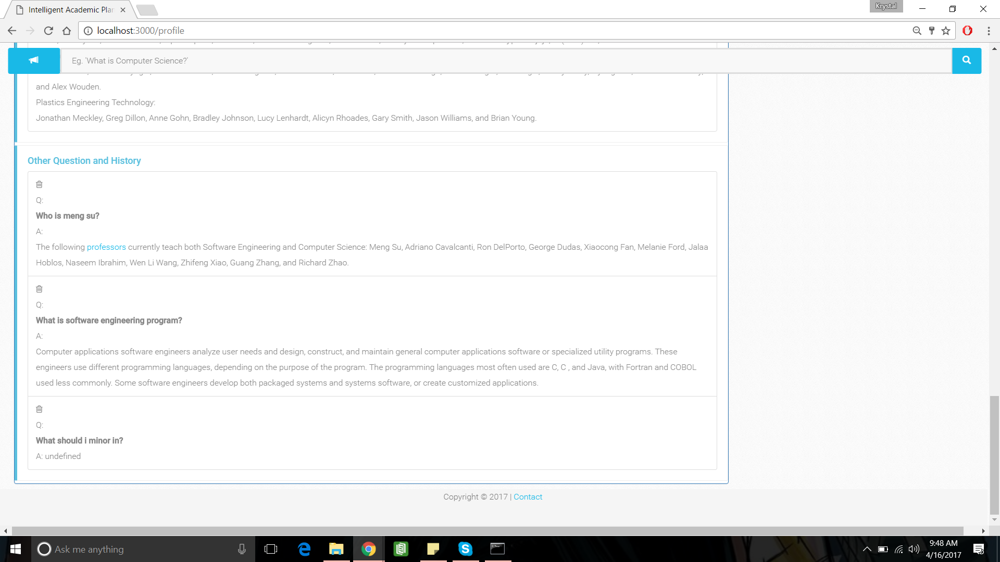 Intelligent Academic Plan
Krystal
localhost:3000/profile
Eg. 'What is Computer Science?'
and Alex Wouden.
Plastics Engineering Technology:
Jonathan Meckley, Greg Dillon, Anne Gohn, Bradley Johnson, Lucy Lenhardt, Alicyn Rhoades, Gary Smith, Jason Williams, and Brian Young.
Other Question and History
Q:
Who is meng su?
A:
The following professors currently teach both Software Engineering and Computer Science: Meng Su, Adriano Cavalcanti, Ron DelPorto, George Dudas, Xiaocong Fan, Melanie Ford, Jalaa
Hoblos, Naseem Ibrahim, Wen Li Wang, Zhifeng Xiao, Guang Zhang, and Richard Zhao.
Q:
What is software engineering program?
A:
Computer applications software engineers analyze user needs and design, construct, and maintain general computer applications software or specialized utility programs. These
engineers use different programming languages, depending on the purpose of the program. The programming languages most often used are C, C , and Java, with Fortran and COBOL
used less commonly. Some software engineers develop both packaged systems and systems software, or create customized applications.
Q:
What should i minor in?
A: undefined
Copyright © 2017 | Contact
Ask me anything
9:48 AM
4/16/2017